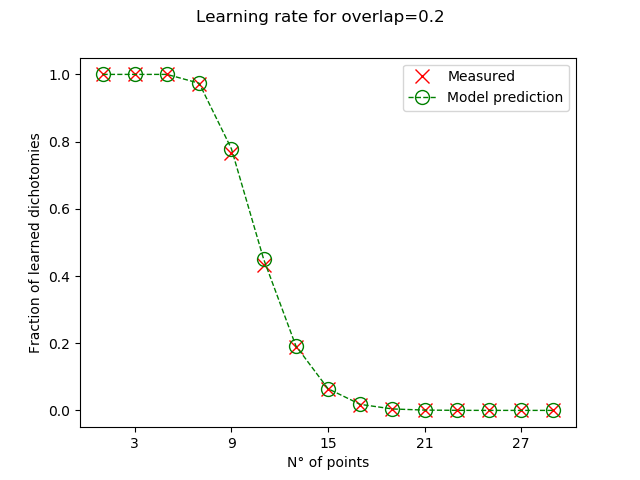 Learning rate for overlap=0.2
Measured
Model prediction
Fraction of learned dichotomies
1.0
0.8
0.6
0.4
0.2
0.0
3
9
15
21
27
N° of points